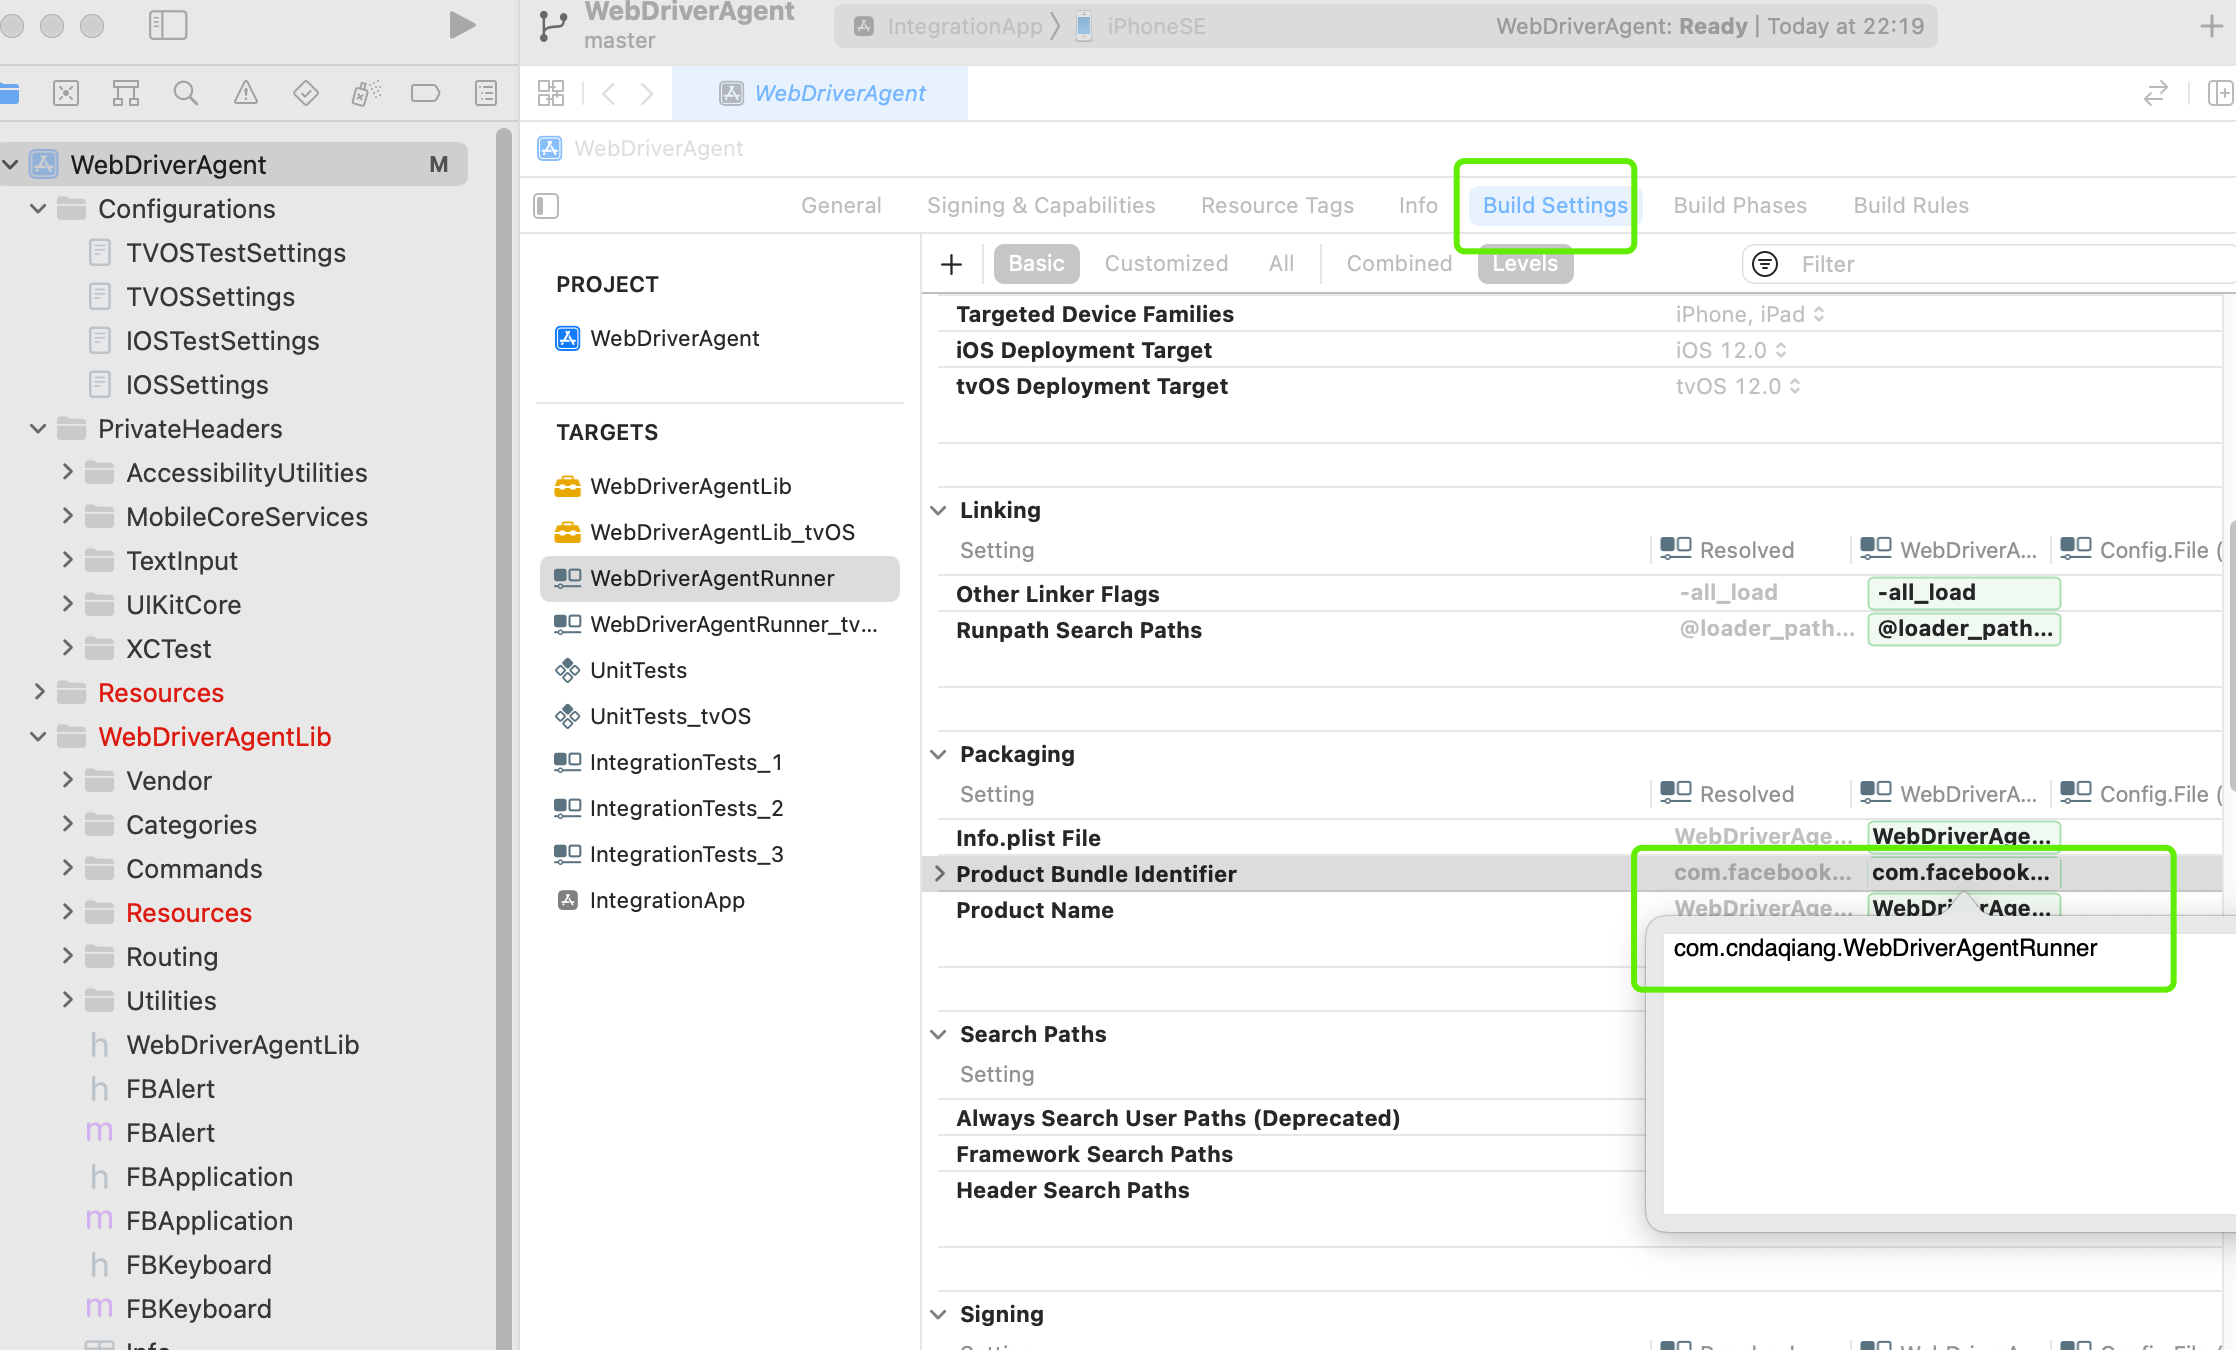 WebDriverAgent
master
IntegrationApp
iPhoneSE
WebDriverAgent: Ready | Today at 22:19
WebDriverAgent
WebDriverAgent M
Configurations
TVOSTestSettings
TVOSSettings
IOSTestSettings
IOSSettings
PrivateHeaders
AccessibilityUtilities
MobileCoreServices
TextInput
UIKitCore
XCTest
Resources
WebDriverAgentLib
Vendor
Categories
Commands
Resources
Routing
Utilities
h WebDriverAgentLib
h FBAlert
m FBAlert
h FBApplication
m FBApplication
h FBKeyboard
m FBKeyboard
Info
WebDriverAgent
General Signing & Capabilities Resource Tags Info Build Settings Build Phases Build Rules
PROJECT
WebDriverAgent
TARGETS
WebDriverAgentLib
WebDriverAgentLib_tvOS
WebDriverAgentRunner
WebDriverAgentRunner_tv...
UnitTests
UnitTests_tvOS
IntegrationTests_1
IntegrationTests_2
IntegrationTests_3
IntegrationApp
Basic Customized All Combined Levels Filter
Targeted Device Families iPhone, iPad
iOS Deployment Target iOS 12.0
tvOS Deployment Target tvOS 12.0
Linking
Setting Resolved WebDriverA... Config.File (
Other Linker Flags -all_load -all_load
Runpath Search Paths @loader_path... @loader_path...
Packaging
Setting Resolved WebDriverA... Config.File (
Info.plist File WebDriverAge... WebDriverAge...
Product Bundle Identifier com.facebook... com.facebook...
Product Name WebDriverAge... WebDriverAge...
com.cndaqiang.WebDriverAgentRunner
Search Paths
Setting
Always Search User Paths (Deprecated)
Framework Search Paths
Header Search Paths
Signing